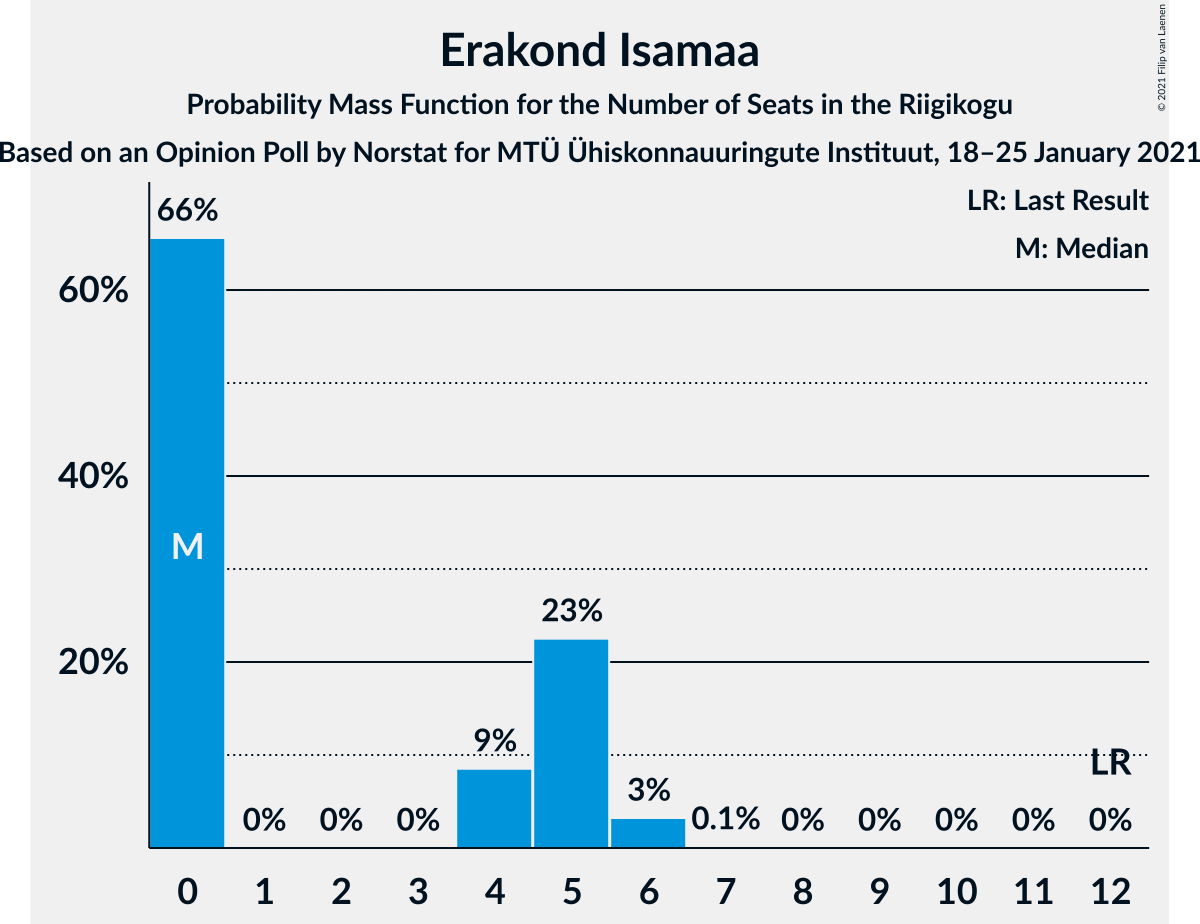 Erakond Isamaa
Probability Mass Function for the Number of Seats in the Riigikogu
Based on an Opinion Poll by Norstat for MTÜ Ühiskonnauuringute Instituut, 18–25 January 2021
© 2021 Filip van Laenen
LR: Last Result
M: Median
66%
60%
40%
M
23%
20%
9%
LR
3%
0% 0% 0% 0.1% 0% 0% 0% 0% 0%
0 1 2 3 4 5 6 7 8 9 10 11 12